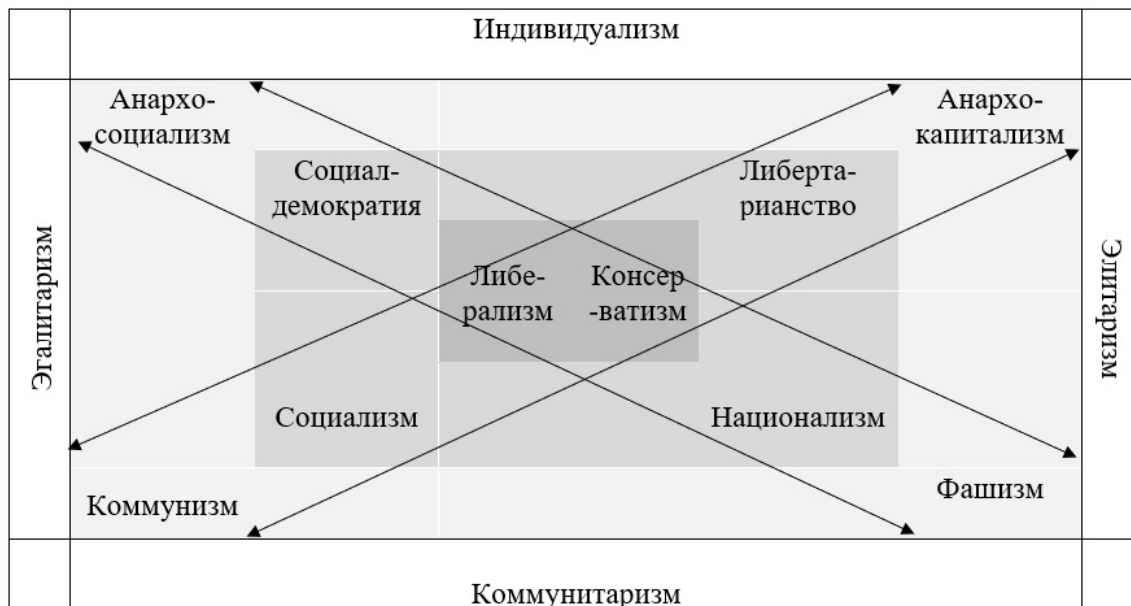 Индивидуализм
Анархо-
социализм
Анархо-
капитализм
Социал-
демократия
Либерта-
рианство
Эгалитаризм
Либе-
рализм
Консер
-ватизм
Элитаризм
Социализм
Национализм
Коммунизм
Фашизм
Коммунитаризм